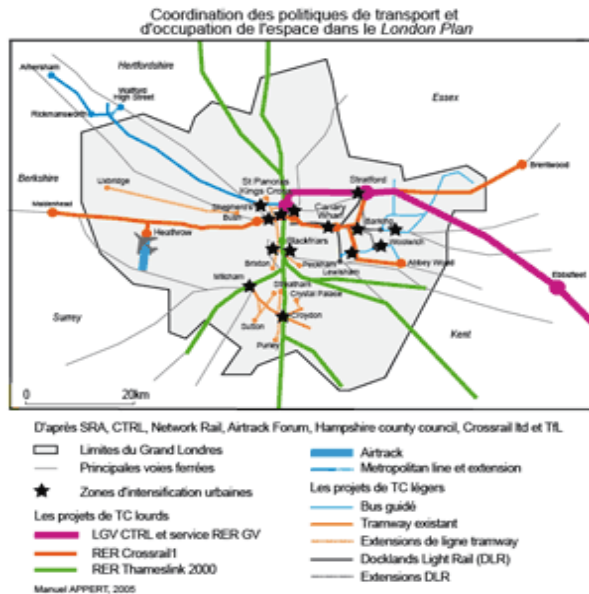 Coordination des politiques de transport et
d'occupation de l'espace dans le London Plan
Hertfordshire
Amersham
Watford
High Street
Essex
Rickmansworth
Brentwood
Berkshire
Uxbridge
St Pancras
Kings Cross
Stratford
Maidenhead
Shepherd's
Bush
Canary
Wharf
Barking
Heathrow
Woolwich
Blackfriars
Abbey Wood
Brixton
Peckham
Lewisham
Ebbsfleet
Mitcham
Streatham
Crystal Palace
Surrey
Croydon
Sutton
Kent
Purley
0 20km
D'après SRA, CTRL, Network Rail, Airtrack Forum, Hampshire county council, Crossrail ltd et TfL
Limites du Grand Londres
Principales voies ferrées
Zones d'intensification urbaines
Les projets de TC lourds
LGV CTRL et service RER GV
RER Crossrail1
RER Thameslink 2000
Airtrack
Metropolitan line et extension
Les projets de TC légers
Bus guidé
Tramway existant
Extensions de ligne tramway
Docklands Light Rail (DLR)
Extensions DLR
Manuel APPERT, 2005